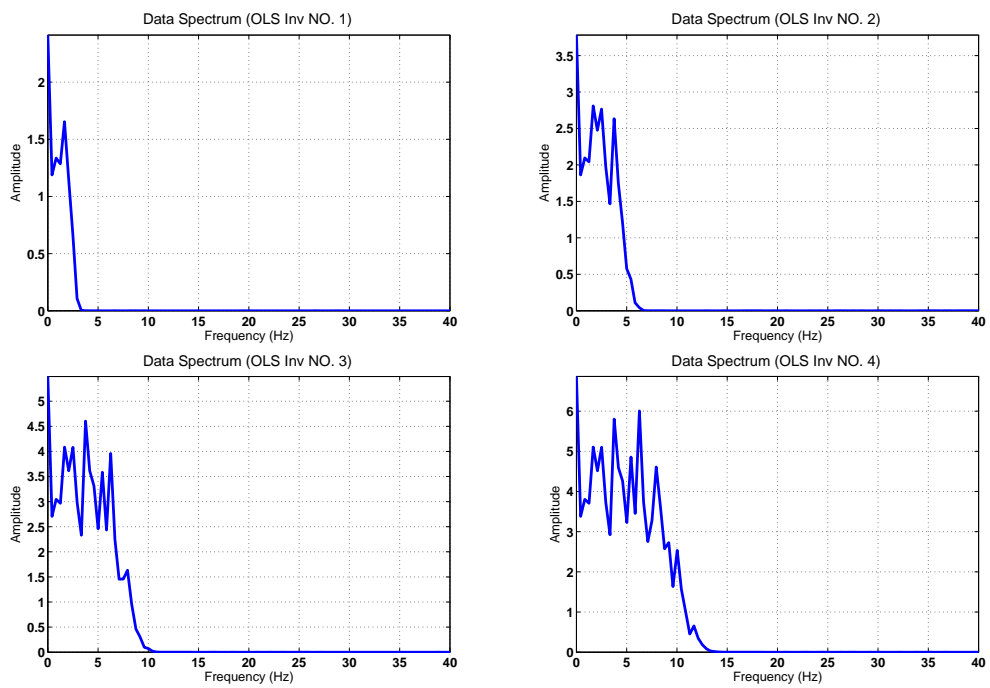 Data Spectrum (OLS Inv NO. 1)
2
1.5
1
0.5
0
Amplitude
0 5 10 15 20 25 30 35 40
Frequency (Hz)
Data Spectrum (OLS Inv NO. 2)
3.5
3
2.5
2
1.5
1
0.5
0
Amplitude
0 5 10 15 20 25 30 35 40
Frequency (Hz)
Data Spectrum (OLS Inv NO. 3)
5
4.5
4
3.5
3
2.5
2
1.5
1
0.5
0
Amplitude
0 5 10 15 20 25 30 35 40
Frequency (Hz)
Data Spectrum (OLS Inv NO. 4)
6
5
4
3
2
1
0
Amplitude
0 5 10 15 20 25 30 35 40
Frequency (Hz)